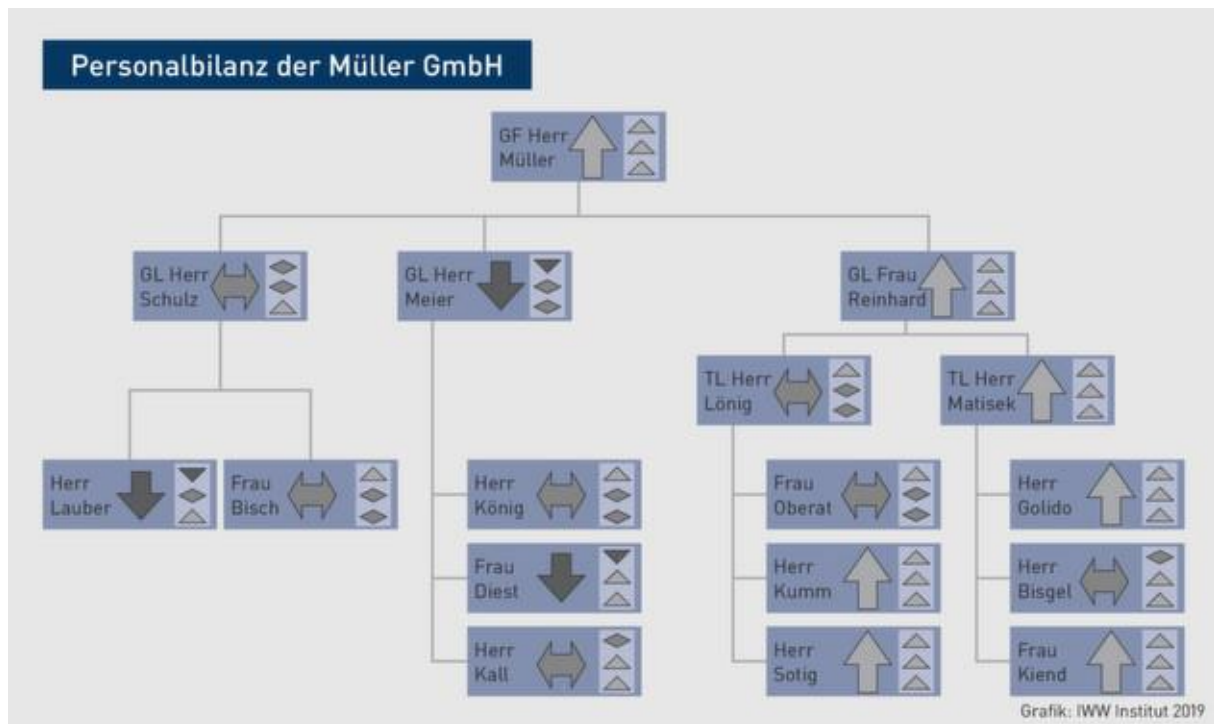 Personalbilanz der Müller GmbH
GF Herr
Müller
GL Herr
Schulz
GL Herr
Meier
GL Frau
Reinhard
TL Herr
Lönig
TL Herr
Matisek
Herr
Lauber
Frau
Bisch
Herr
König
Frau
Oberat
Herr
Golido
Frau
Diest
Herr
Kumm
Herr
Bisgel
Herr
Kall
Herr
Sotig
Frau
Kiend
Grafik: IWW Institut 2019